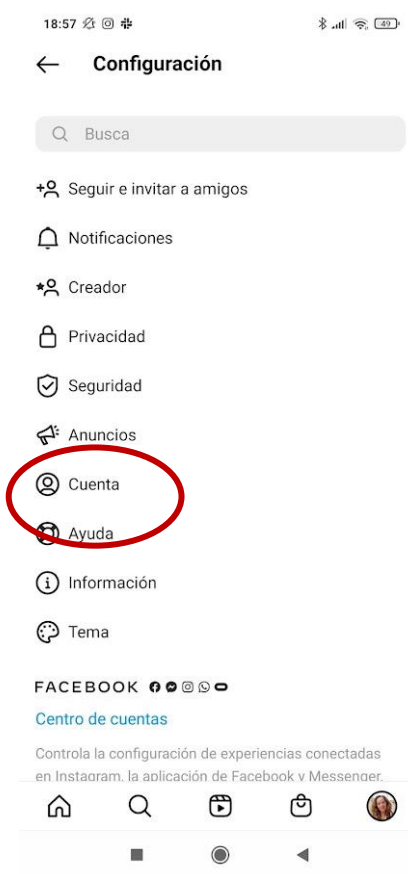 18:57
49
Configuración
Busca
Seguir e invitar a amigos
Notificaciones
Creador
Privacidad
Seguridad
Anuncios
Cuenta
Ayuda
Información
Tema
FACEBOOK
Centro de cuentas
Controla la configuración de experiencias conectadas
en Instagram, la aplicación de Facebook y Messenger,